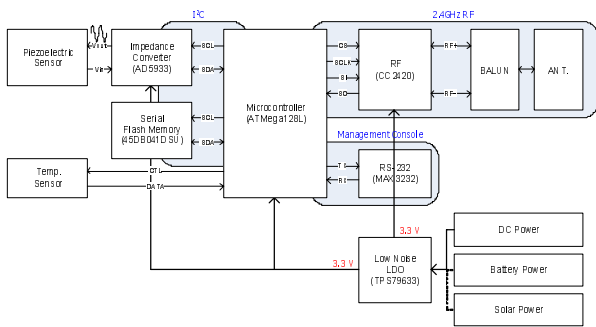 I²C
2.4GHz RF
Piezoelectric
Sensor
Vout
Vin
Impedance
Converter
(AD5933)
SCL
SDA
Serial
Flash Memory
(45DB041DSU)
SCL
SDA
Microcontroller
(ATMega128L)
CS
SCLK
SI
SO
RF
(CC2420)
RF+
RF-
BALUN
ANT.
Management Console
TX
RX
RS-232
(MAX3232)
Temp.
Sensor
CTL
DATA
3.3 V
3.3 V
Low Noise
LDO
(TPS79633)
DC Power
Battery Power
Solar Power